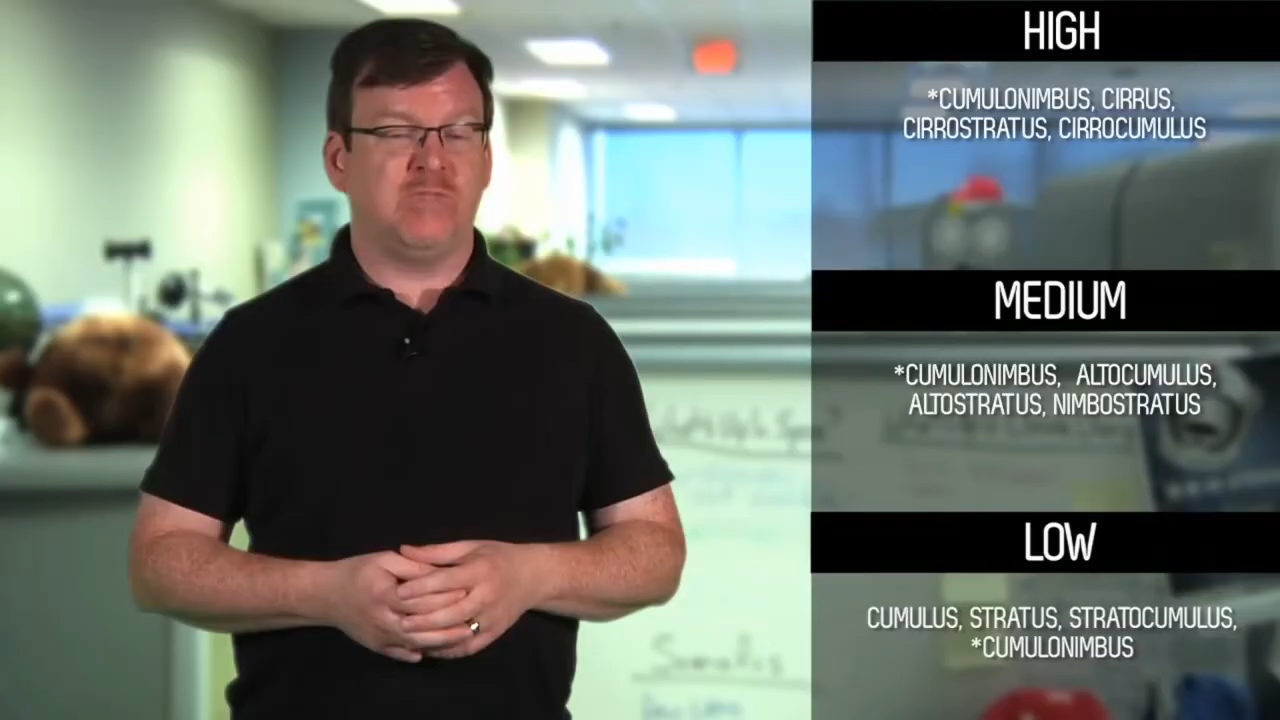 HIGH
*CUMULONIMBUS, CIRRUS,
CIRROSTRATUS, CIRROCUMULUS
MEDIUM
*CUMULONIMBUS, ALTOCUMULUS,
ALTOSTRATUS, NIMBOSTRATUS
LOW
CUMULUS, STRATUS, STRATOCUMULUS,
*CUMULONIMBUS